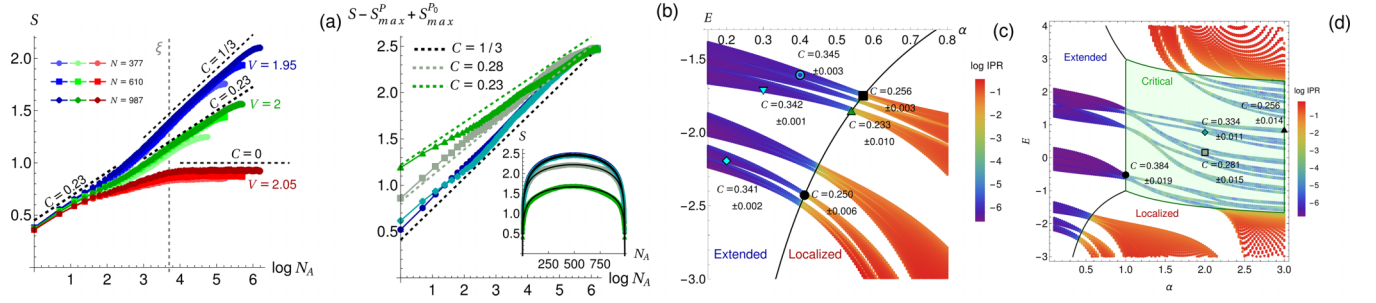 S
2.0
1.5
1.0
0.5
1
2
3
4
5
6
log N_A
ξ
C = 1/3
C = 0.23
C = 0.23
C = 0
V = 1.95
V = 2
V = 2.05
N = 377
N = 610
N = 987
(a)
S − S^P_max + S^P0_max
2.5
2.0
1.5
1.0
0.5
1
2
3
4
5
6
log N_A
C = 1/3
C = 0.28
C = 0.23
S
2.5
2.0
1.5
1.0
0.5
250
500
750
N_A
(b)
E
0.2
0.3
0.4
0.5
0.6
0.7
0.8
α
−1.5
−2.0
−2.5
−3.0
C = 0.345
±0.003
C = 0.342
±0.001
C = 0.256
±0.003
C = 0.233
±0.010
C = 0.341
±0.002
C = 0.250
±0.006
Extended
Localized
log IPR
−1
−2
−3
−4
−5
−6
(c)
E
4
3
2
1
0
−1
−2
−3
0.5
1.0
1.5
2.0
2.5
3.0
α
Extended
Critical
Localized
C = 0.256
±0.014
C = 0.334
±0.011
C = 0.281
±0.015
C = 0.384
±0.019
log IPR
−1
−2
−3
−4
−5
−6
(d)